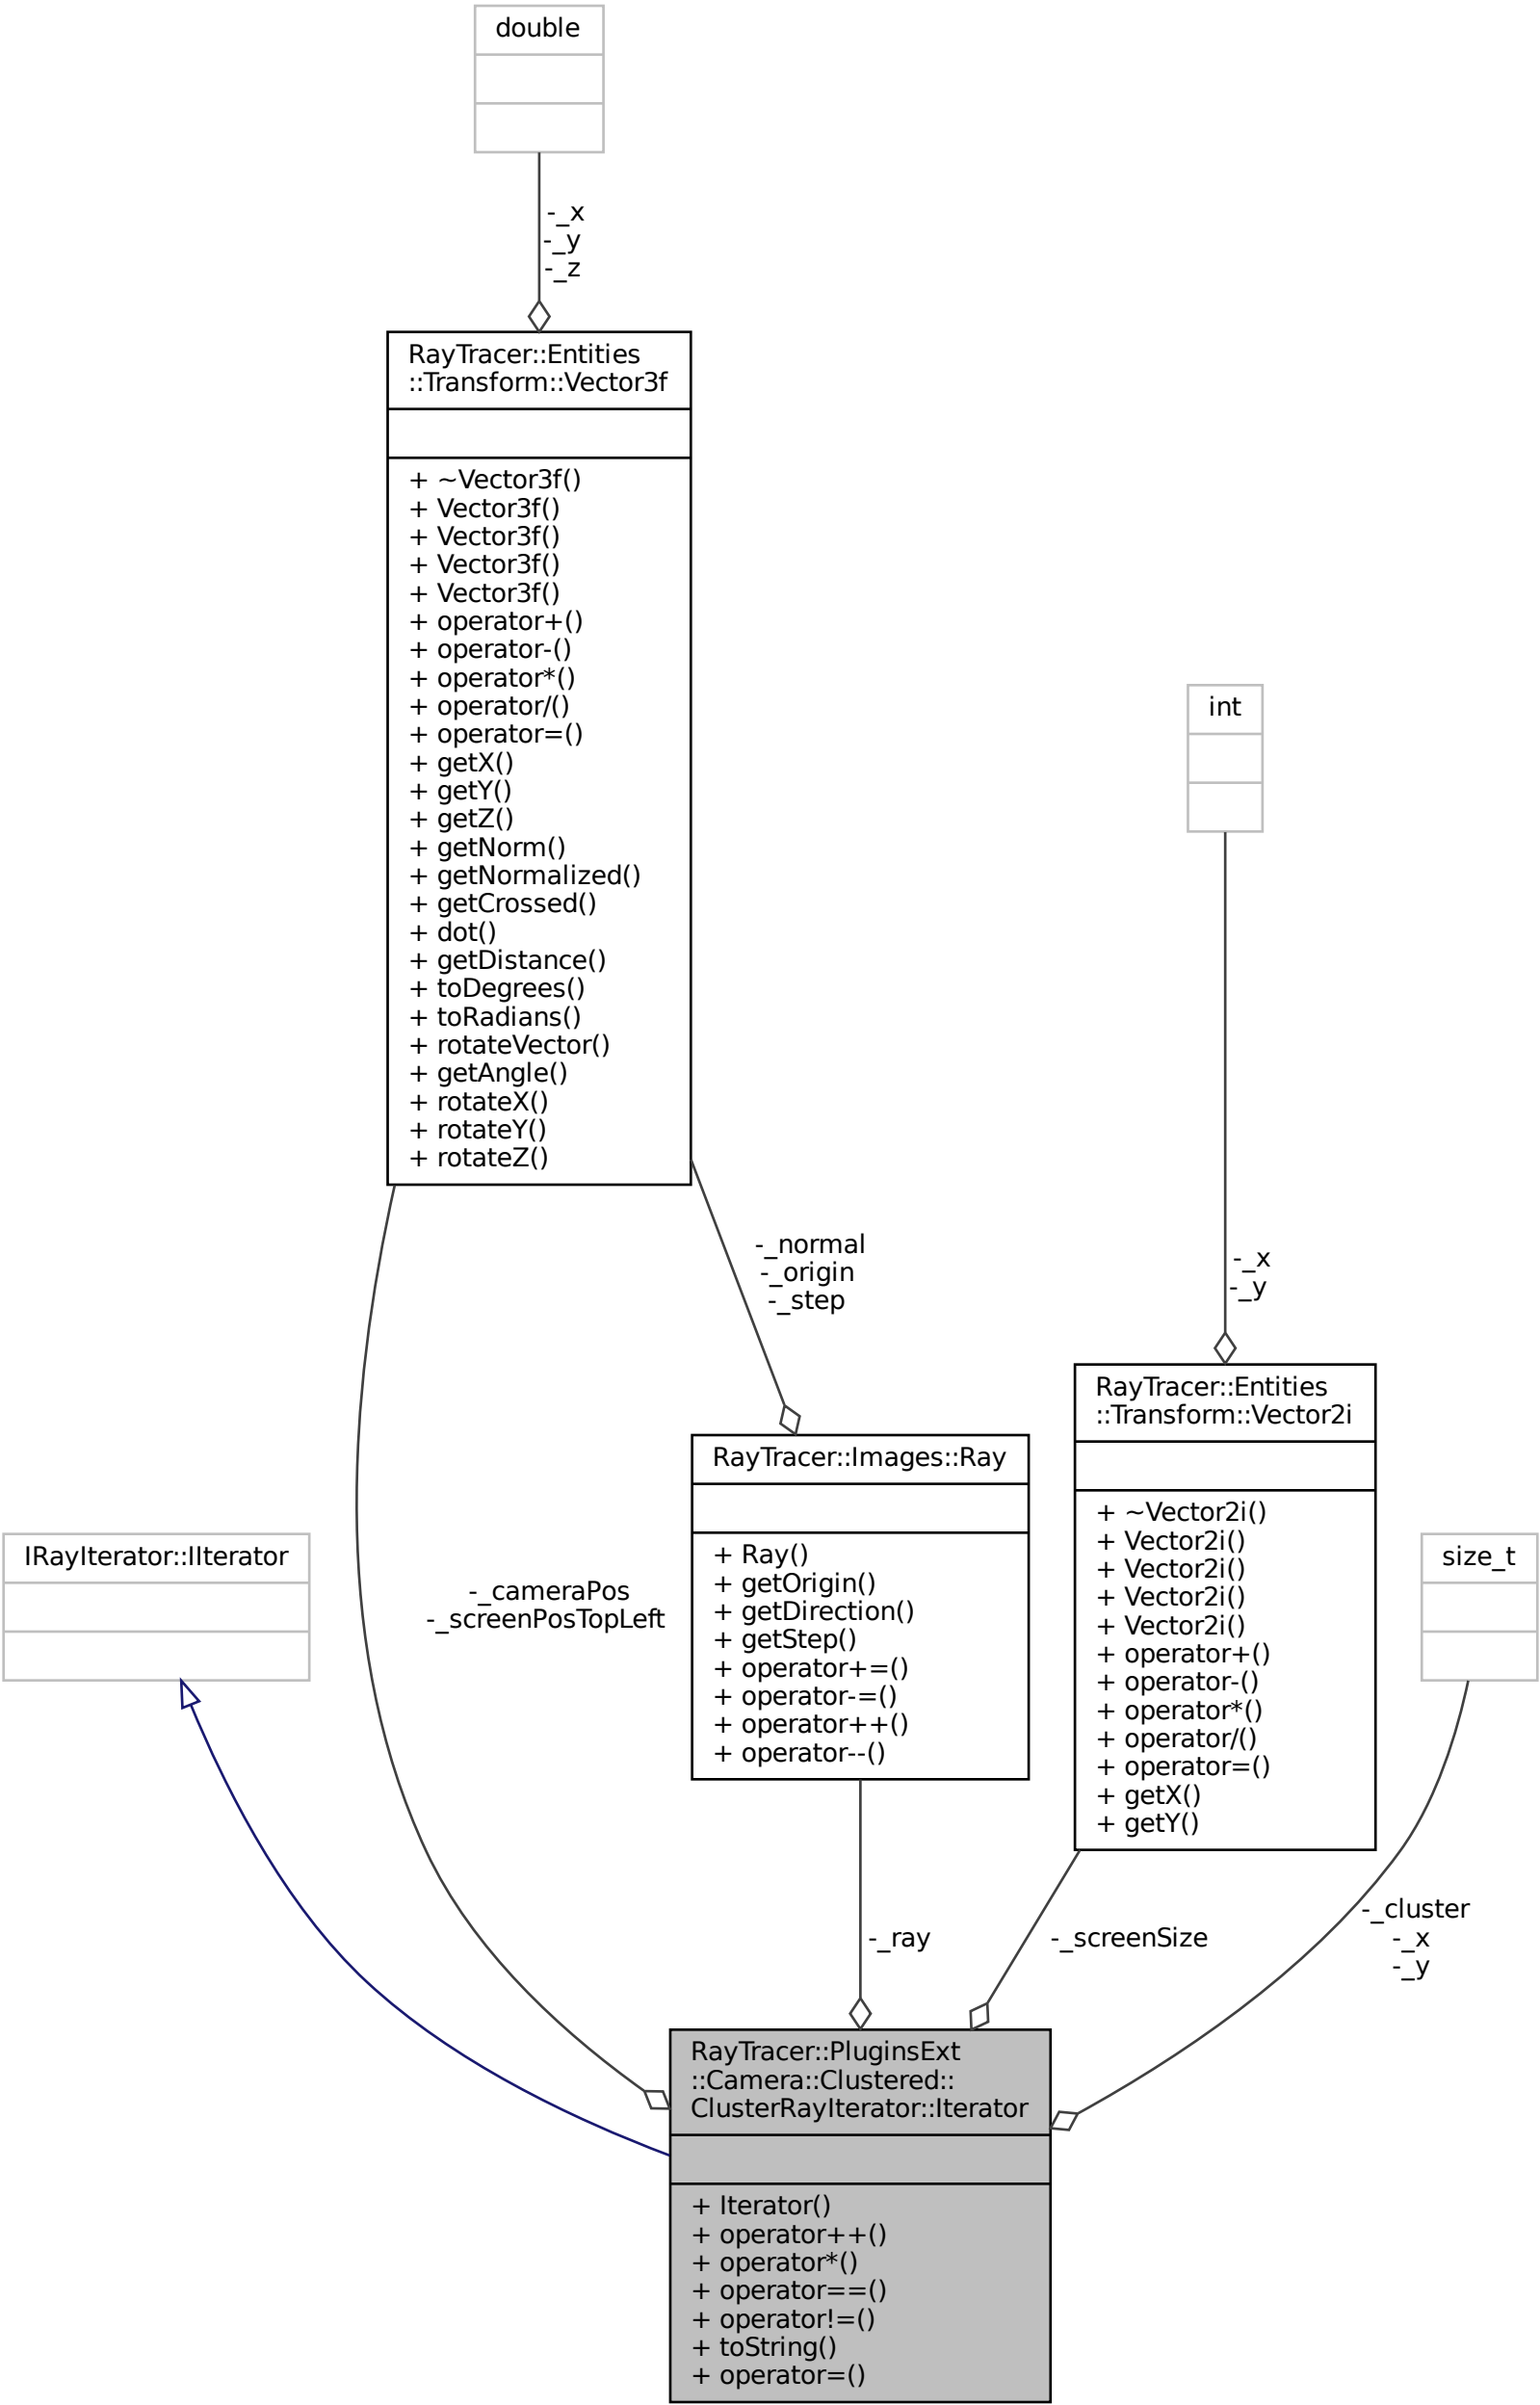 double
-_x
-_y
-_z
RayTracer::Entities
::Transform::Vector3f
+ ~Vector3f()
+ Vector3f()
+ Vector3f()
+ Vector3f()
+ Vector3f()
+ operator+()
+ operator-()
+ operator*()
+ operator/()
+ operator=()
+ getX()
+ getY()
+ getZ()
+ getNorm()
+ getNormalized()
+ getCrossed()
+ dot()
+ getDistance()
+ toDegrees()
+ toRadians()
+ rotateVector()
+ getAngle()
+ rotateX()
+ rotateY()
+ rotateZ()
int
-_x
-_y
-_normal
-_origin
-_step
RayTracer::Entities
::Transform::Vector2i
+ ~Vector2i()
+ Vector2i()
+ Vector2i()
+ Vector2i()
+ Vector2i()
+ operator+()
+ operator-()
+ operator*()
+ operator/()
+ operator=()
+ getX()
+ getY()
RayTracer::Images::Ray
+ Ray()
+ getOrigin()
+ getDirection()
+ getStep()
+ operator+=()
+ operator-=()
+ operator++()
+ operator--()
IRayIterator::IIterator
size_t
-_cameraPos
-_screenPosTopLeft
-_ray
-_screenSize
-_cluster
-_x
-_y
RayTracer::PluginsExt
::Camera::Clustered::
ClusterRayIterator::Iterator
+ Iterator()
+ operator++()
+ operator*()
+ operator==()
+ operator!=()
+ toString()
+ operator=()